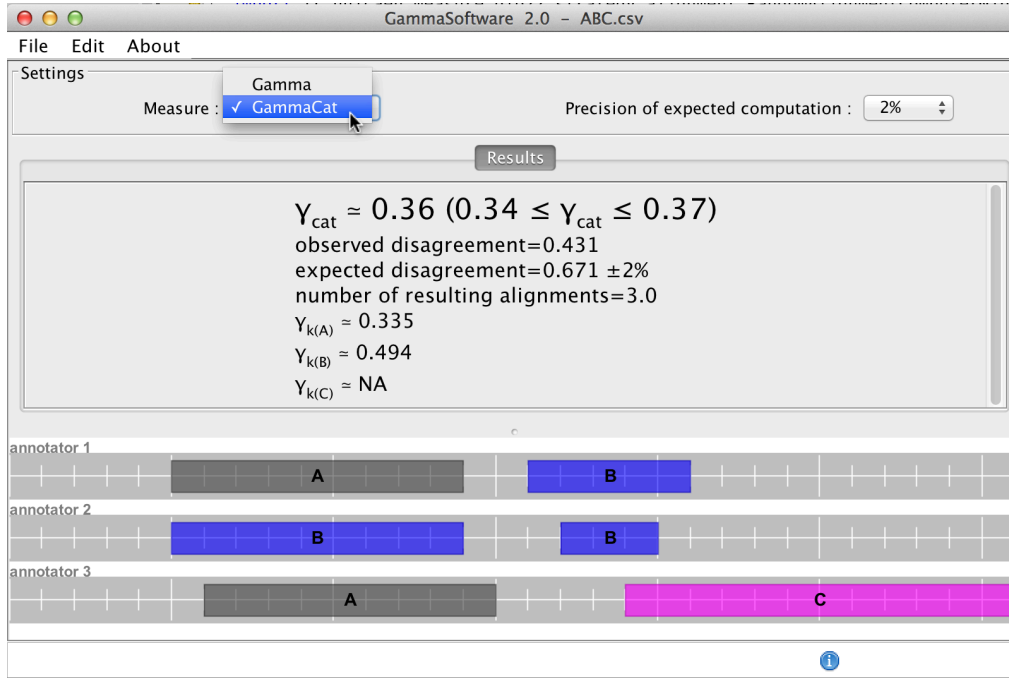 GammaSoftware 2.0 - ABC.csv
File Edit About
Settings
Gamma
Measure : ✓ GammaCat
Precision of expected computation : 2%
Results
γcat ≃ 0.36 (0.34 ≤ γcat ≤ 0.37)
observed disagreement=0.431
expected disagreement=0.671 ±2%
number of resulting alignments=3.0
γk(A) ≃ 0.335
γk(B) ≃ 0.494
γk(C) ≃ NA
annotator 1
A B
annotator 2
B B
annotator 3
A C